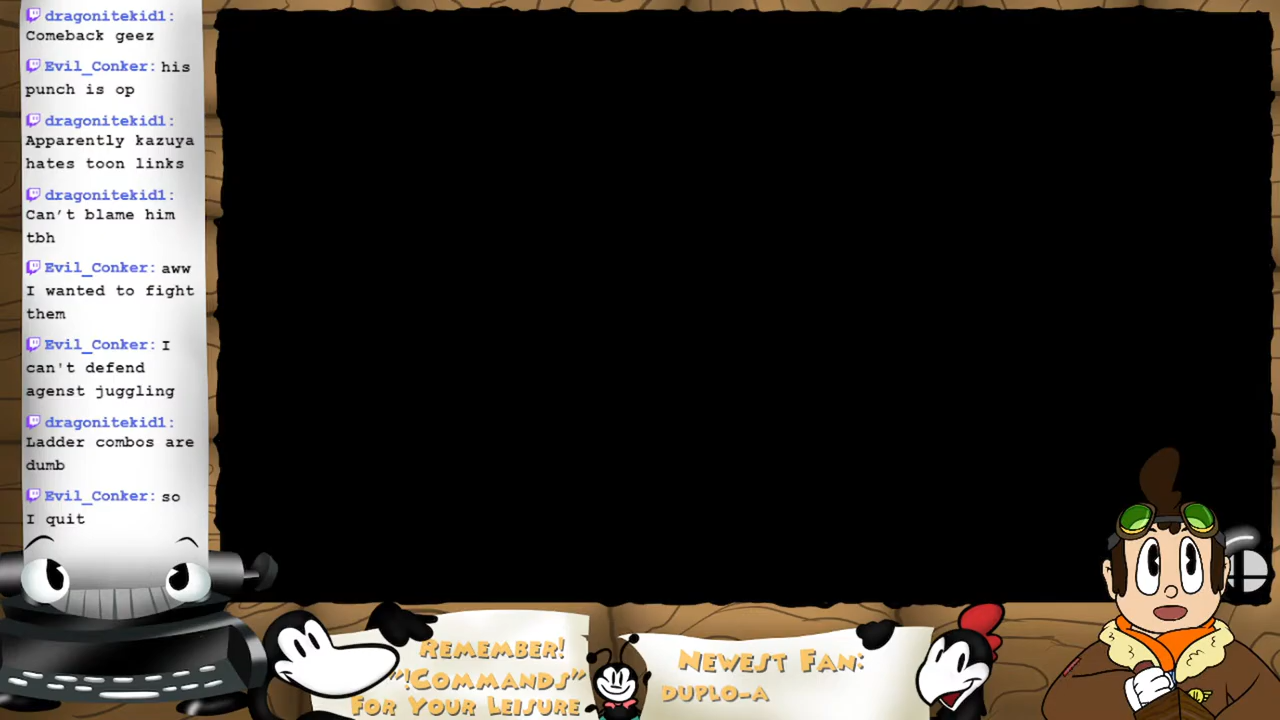 dragonitekid1:
Comeback geez
Evil_Conker: his
punch is op
dragonitekid1:
Apparently kazuya
hates toon links
dragonitekid1:
Can't blame him
tbh
Evil_Conker: aww
I wanted to fight
them
Evil_Conker: I
can't defend
agenst juggling
dragonitekid1:
Ladder combos are
dumb
Evil_Conker: so
I quit
Remember!
"!Commands"
For Your Leisure
Newest Fan:
duplo-a